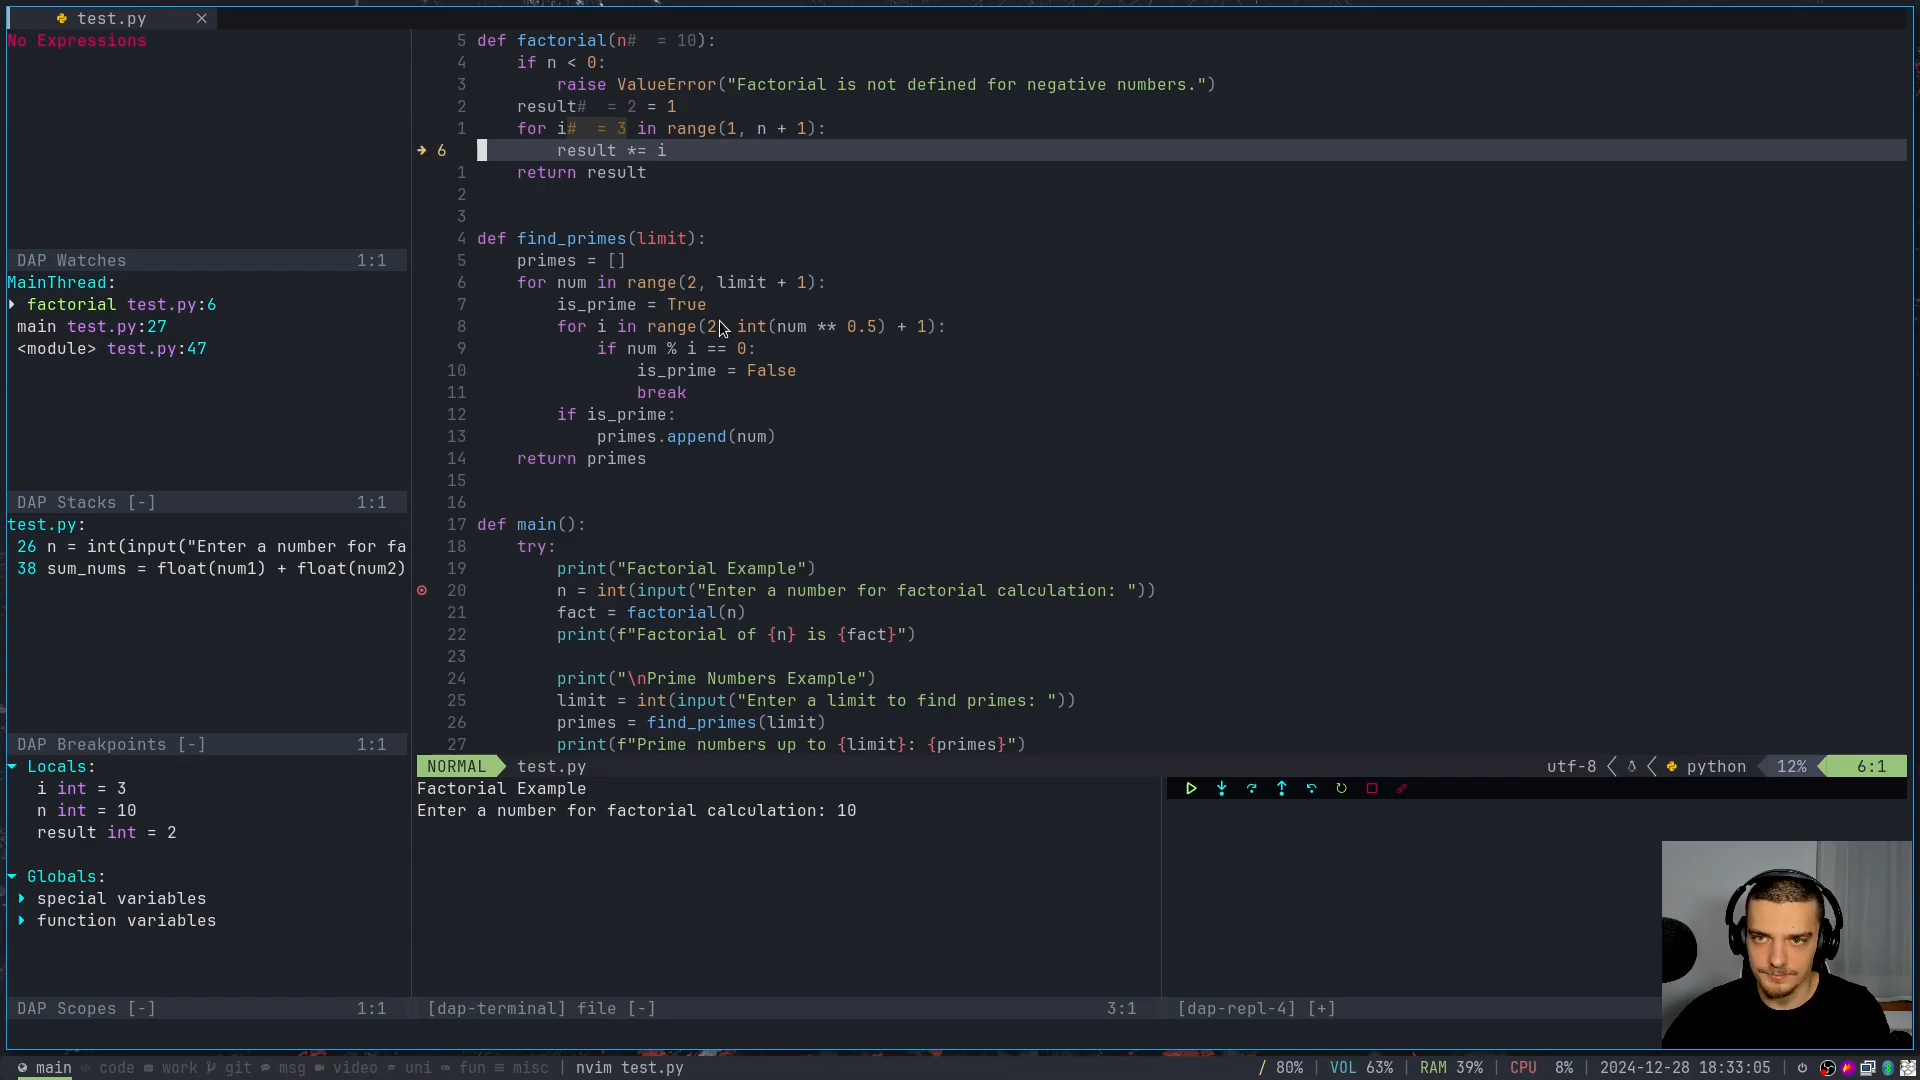 test.py
No Expressions
DAP Watches 1:1
MainThread:
factorial test.py:6
main test.py:27
<module> test.py:47
DAP Stacks [-] 1:1
test.py:
26 n = int(input("Enter a number for fa
38 sum_nums = float(num1) + float(num2)
DAP Breakpoints [-] 1:1
Locals:
i int = 3
n int = 10
result int = 2
Globals:
special variables
function variables
DAP Scopes [-] 1:1
5 def factorial(n# = 10):
4 if n < 0:
3 raise ValueError("Factorial is not defined for negative numbers.")
2 result# = 2 = 1
1 for i# = 3 in range(1, n + 1):
6 result *= i
1 return result
2
3
4 def find_primes(limit):
5 primes = []
6 for num in range(2, limit + 1):
7 is_prime = True
8 for i in range(2, int(num ** 0.5) + 1):
9 if num % i == 0:
10 is_prime = False
11 break
12 if is_prime:
13 primes.append(num)
14 return primes
15
16
17 def main():
18 try:
19 print("Factorial Example")
20 n = int(input("Enter a number for factorial calculation: "))
21 fact = factorial(n)
22 print(f"Factorial of {n} is {fact}")
23
24 print("\nPrime Numbers Example")
25 limit = int(input("Enter a limit to find primes: "))
26 primes = find_primes(limit)
27 print(f"Prime numbers up to {limit}: {primes}")
NORMAL test.py utf-8 python 12% 6:1
Factorial Example
Enter a number for factorial calculation: 10
[dap-terminal] file [-] 3:1
[dap-repl-4] [+]
main code work git msg video uni fun misc | nvim test.py / 80% | VOL 63% | RAM 39% | CPU 8% | 2024-12-28 18:33:05 |